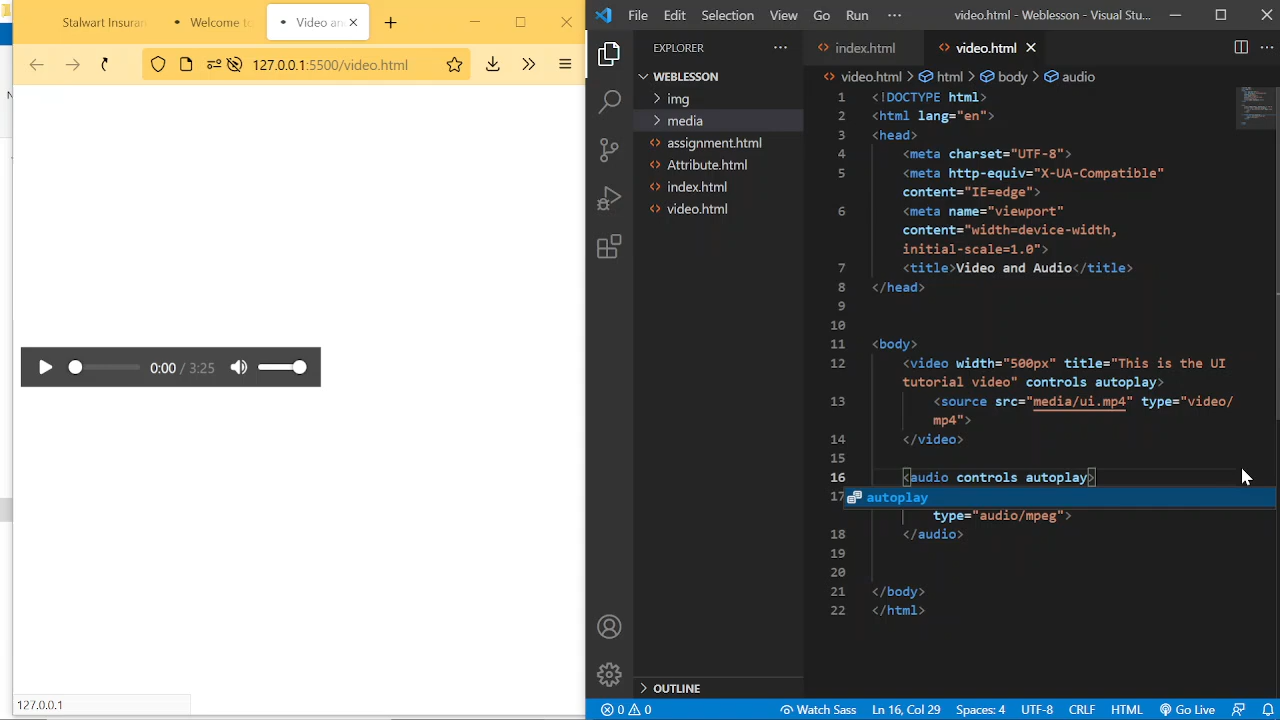 Stalwart Insuran
Welcome to
Video an
127.0.0.1:5500/video.html
0:00 / 3:25
127.0.0.1
File Edit Selection View Go Run ··· video.html - Weblesson - Visual Stu...
EXPLORER
WEBLESSON
img
media
assignment.html
Attribute.html
index.html
video.html
OUTLINE
index.html video.html
video.html > html > body > audio
1 <!DOCTYPE html>
2 <html lang="en">
3 <head>
4 <meta charset="UTF-8">
5 <meta http-equiv="X-UA-Compatible"
content="IE=edge">
6 <meta name="viewport"
content="width=device-width,
initial-scale=1.0">
7 <title>Video and Audio</title>
8 </head>
9
10
11 <body>
12 <video width="500px" title="This is the UI
tutorial video" controls autoplay>
13 <source src="media/ui.mp4" type="video/
mp4">
14 </video>
15
16 <audio controls autoplay>
17
autoplay
type="audio/mpeg">
18 </audio>
19
20
21 </body>
22 </html>
0 0 Watch Sass Ln 16, Col 29 Spaces: 4 UTF-8 CRLF HTML Go Live